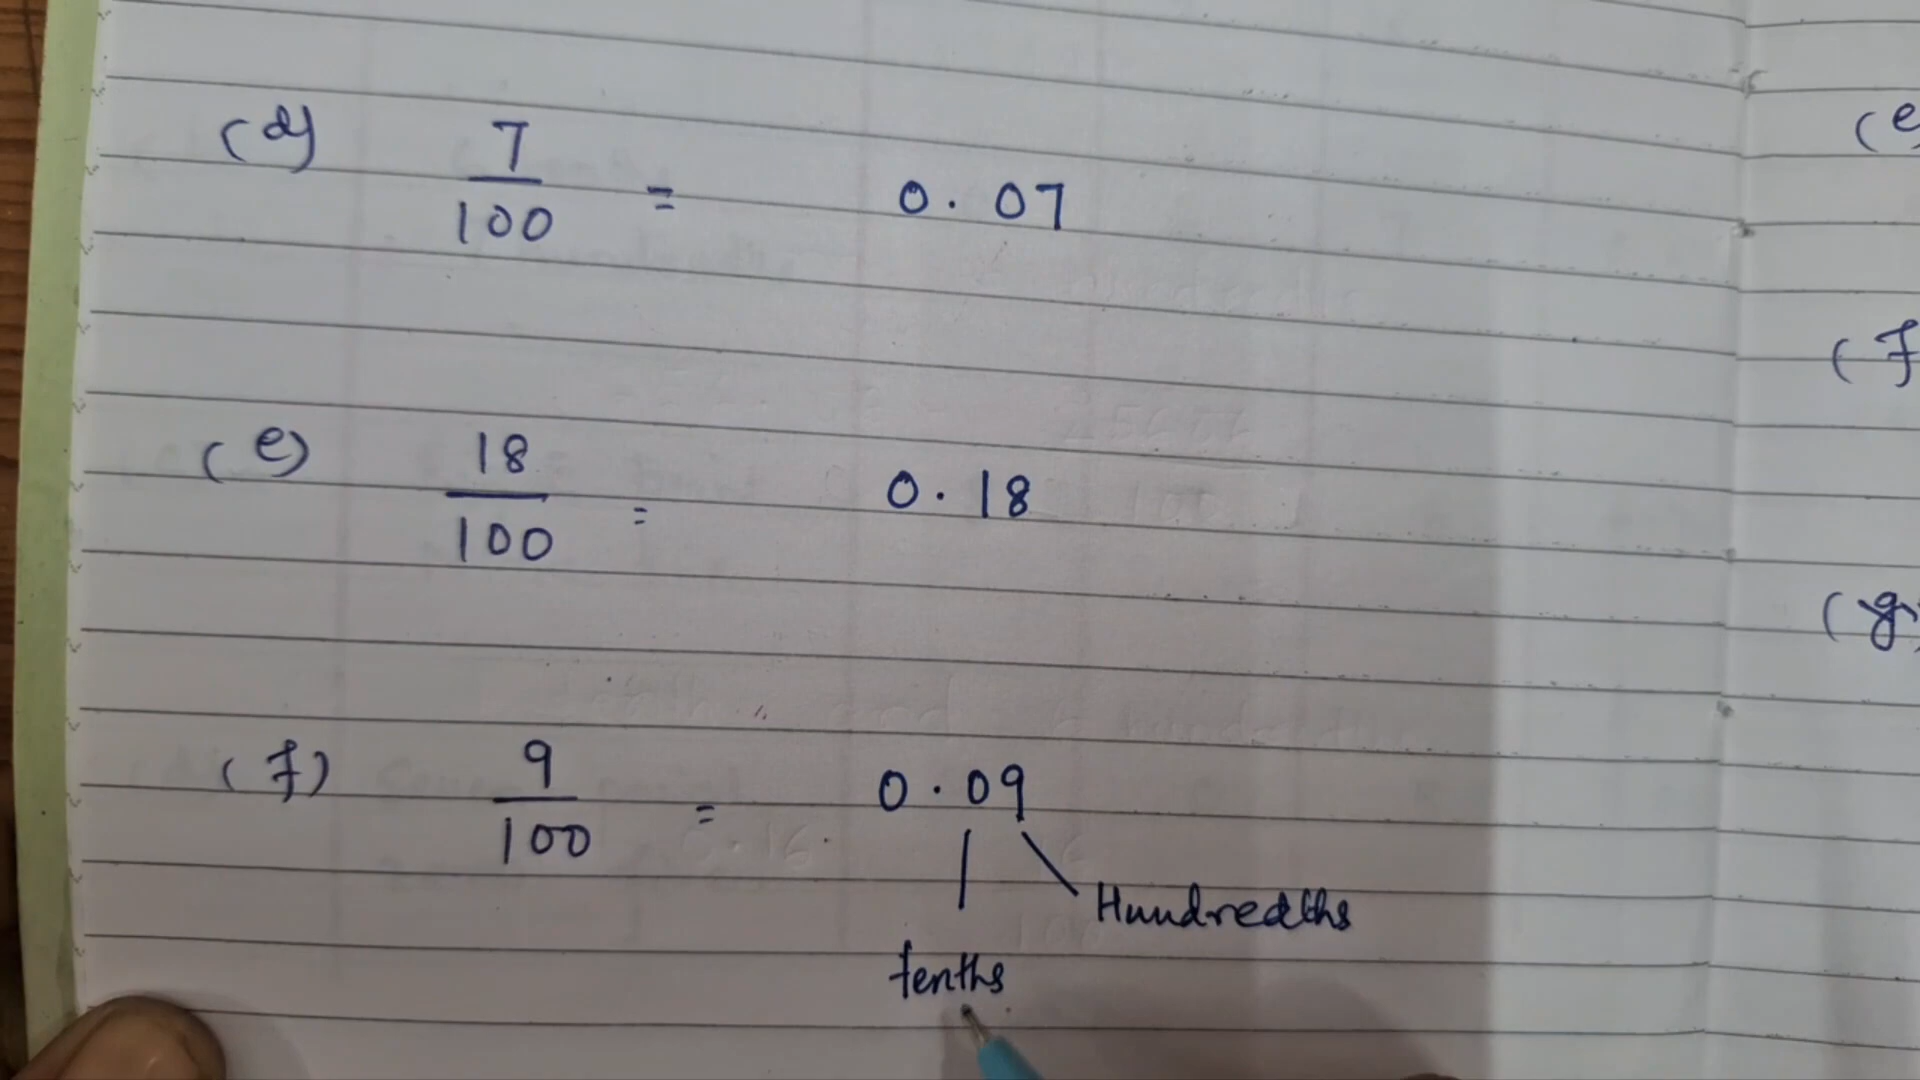 (d) 7/100 = 0.07
(e) 18/100 = 0.18
(f) 9/100 = 0.09
Hundredths
tenths
(e
(f
(g)